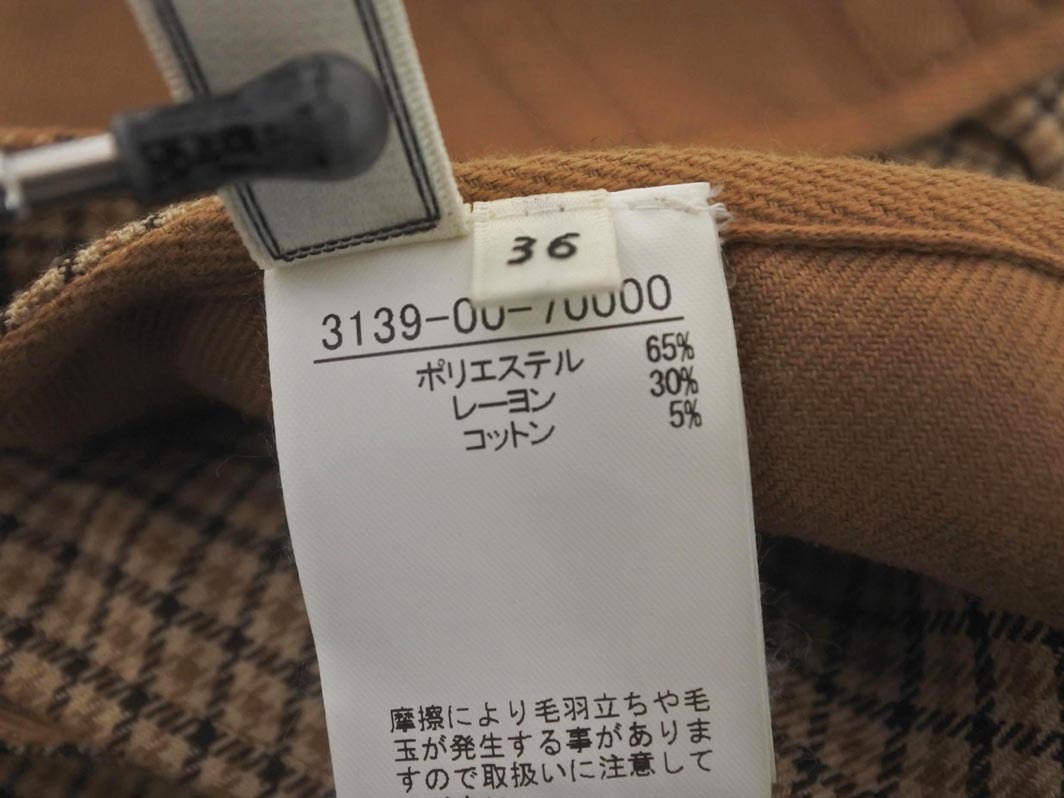 36
3139-00-70000
ポリエステル 65%
レーヨン 30%
コットン 5%
摩擦により毛羽立ちや毛
玉が発生する事がありま
すので取扱いに注意して